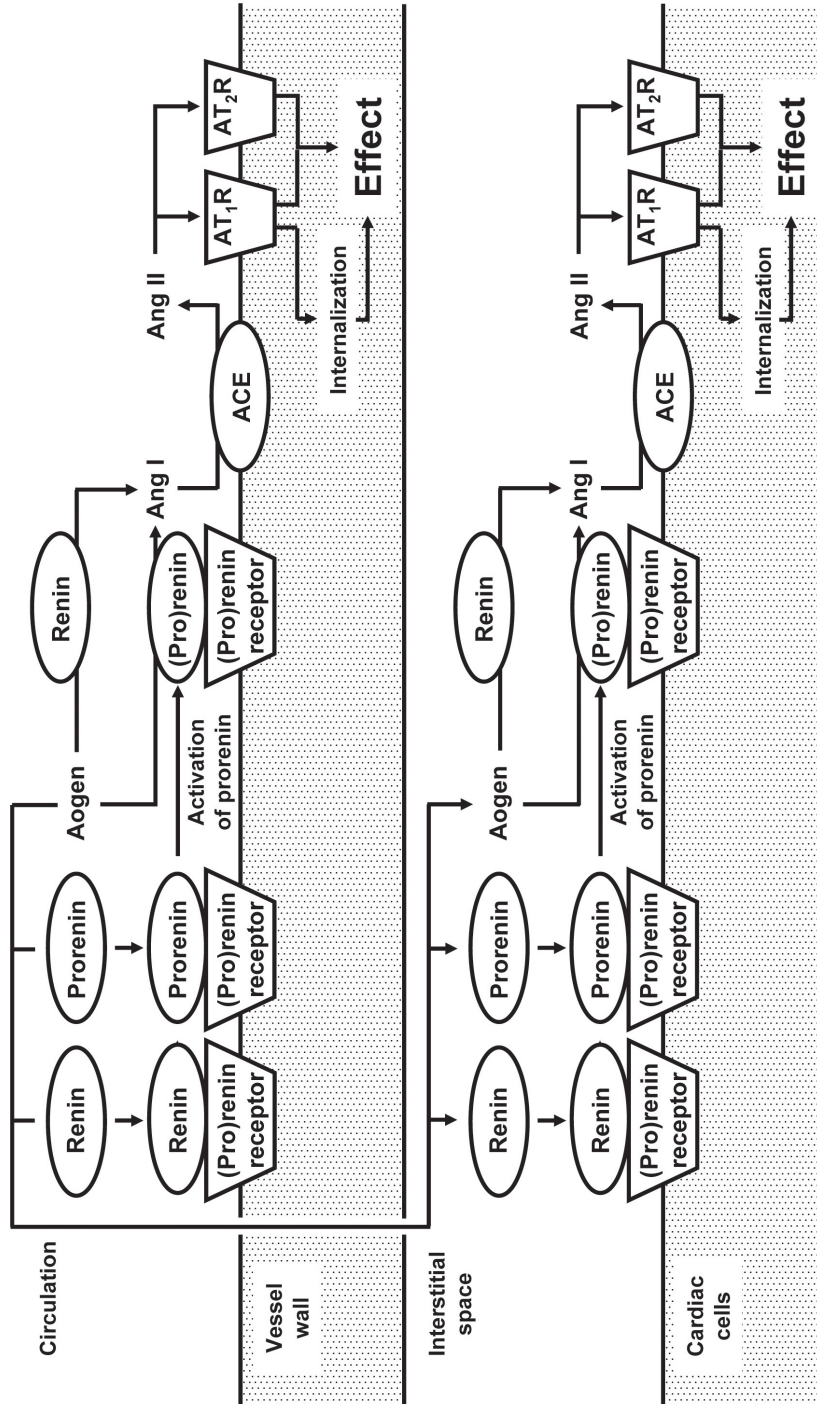 Circulation
Renin
Prorenin
Aogen
Renin
Renin
(Pro)renin
receptor
Prorenin
(Pro)renin
receptor
Activation
of prorenin
(Pro)renin
(Pro)renin
receptor
Ang I
ACE
Ang II
AT₁R
AT₂R
Internalization
Effect
Vessel
wall
Interstitial
space
Renin
Prorenin
Aogen
Renin
Renin
(Pro)renin
receptor
Prorenin
(Pro)renin
receptor
Activation
of prorenin
(Pro)renin
(Pro)renin
receptor
Ang I
ACE
Ang II
AT₁R
AT₂R
Internalization
Effect
Cardiac
cells